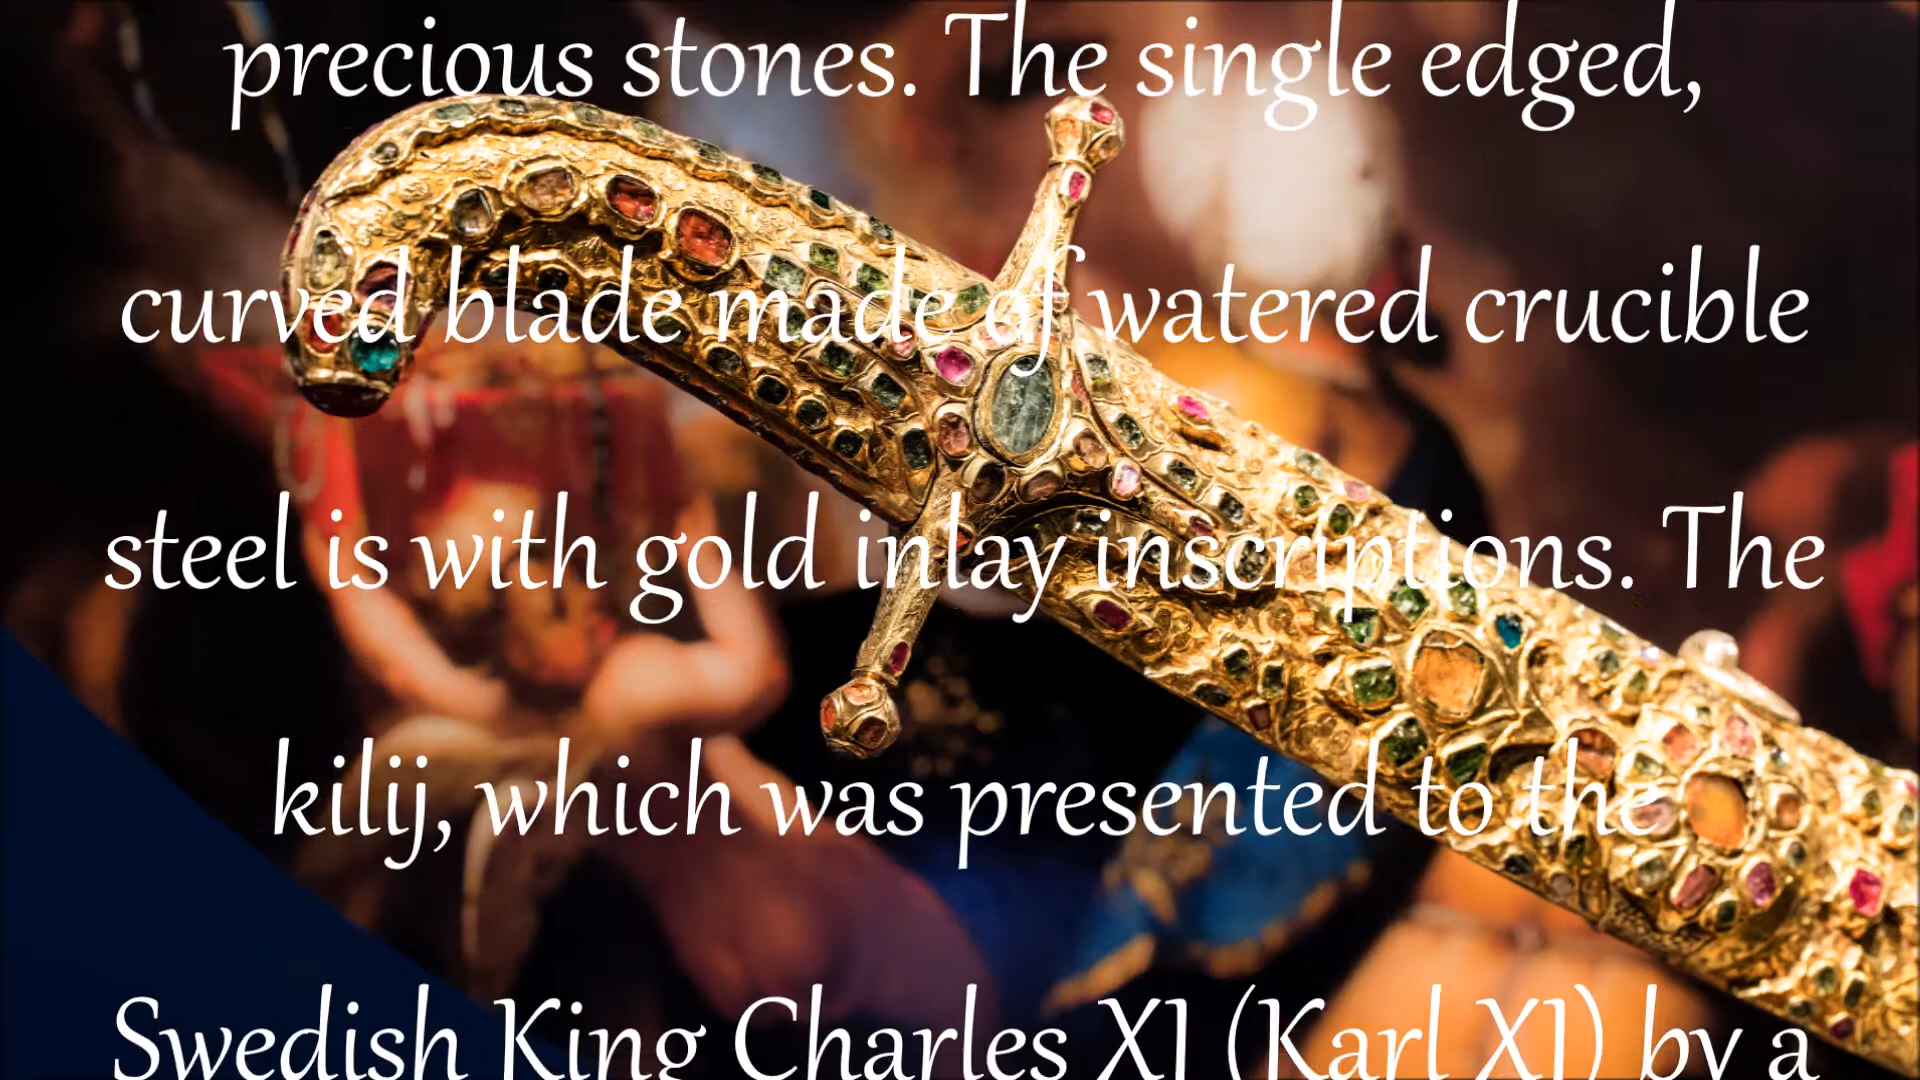 precious stones. The single edged,
curved blade made of watered crucible
steel is with gold inlay inscriptions. The
kilij, which was presented to the
Swedish King Charles XI (Karl XI) by a